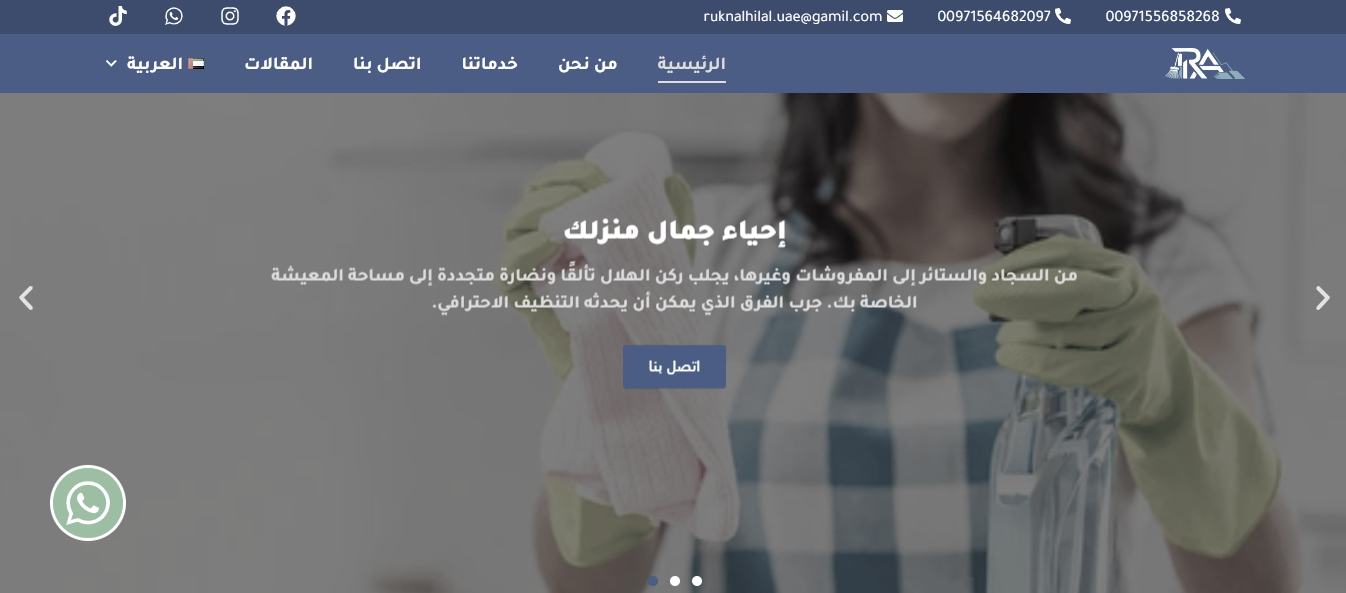 00971556858268
00971564682097
ruknalhilal.uae@gamil.com
RA
الرئيسية
من نحن
خدماتنا
اتصل بنا
المقالات
العربية
إحياء جمال منزلك
من السجاد والستائر إلى المفروشات وغيرها، يجلب ركن الهلال تألقًا ونضارة متجددة إلى مساحة المعيشة
الخاصة بك. جرب الفرق الذي يمكن أن يحدثه التنظيف الاحترافي.
اتصل بنا